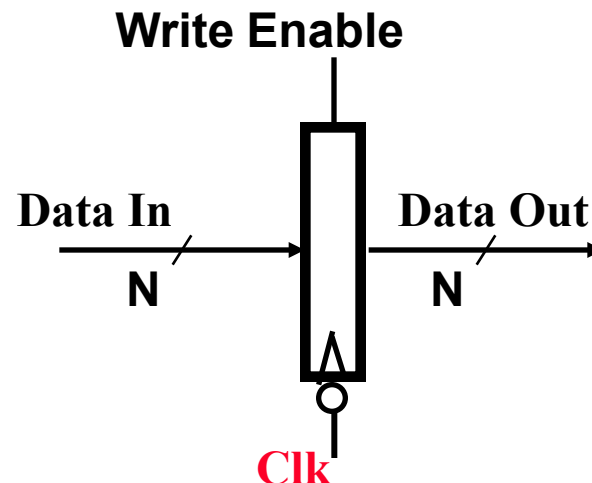 Write Enable
Data In
Data Out
N
N
Clk